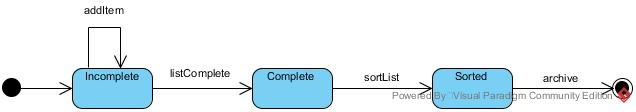 addItem
Incomplete
listComplete
Complete
sortList
Sorted
archive
Powered By Visual Paradigm Community Edition